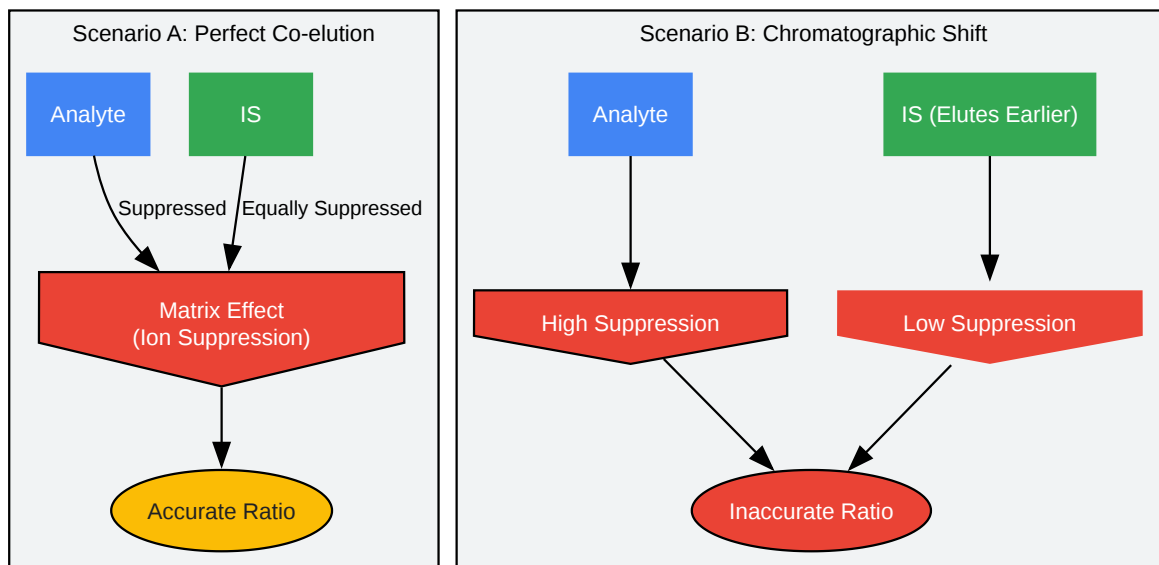 Scenario A: Perfect Co-elution
Analyte
IS
Suppressed
Equally Suppressed
Matrix Effect
(Ion Suppression)
Accurate Ratio
Scenario B: Chromatographic Shift
Analyte
IS (Elutes Earlier)
High Suppression
Low Suppression
Inaccurate Ratio